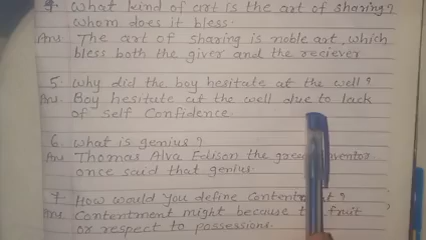 4. What kind of art is the art of sharing?
whom does it bless.
Ans The art of sharing is noble art, which
bless both the giver and the reciever
5. why did the boy hesitate at the well?
Ans. Boy hesitate at the well due to lack
of self Confidence.
6. what is genius?
Ans Thomas Alva Edison the
once said that genius.
7. How would you define
Ans Contentment might because fruit
or respect to possessions.